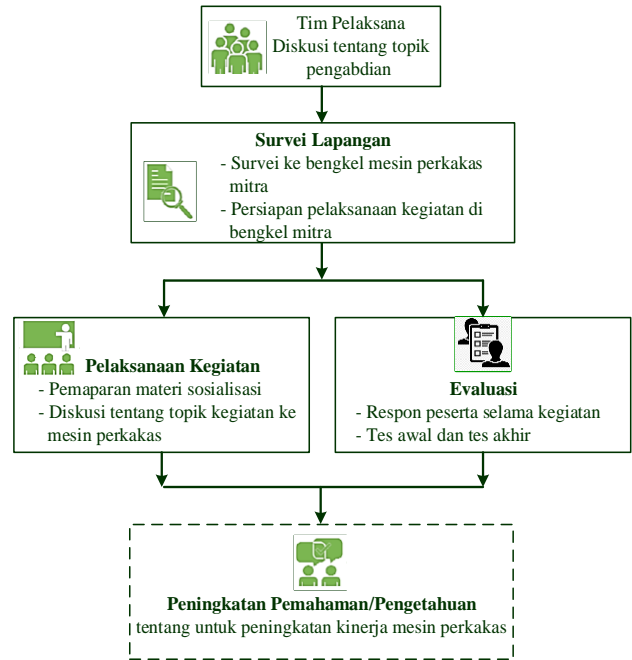 Tim Pelaksana
Diskusi tentang topik
pengabdian
Survei Lapangan
- Survei ke bengkel mesin perkakas
mitra
- Persiapan pelaksanaan kegiatan di
bengkel mitra
Pelaksanaan Kegiatan
- Pemaparan materi sosialisasi
- Diskusi tentang topik kegiatan ke
mesin perkakas
Evaluasi
- Respon peserta selama kegiatan
- Tes awal dan tes akhir
Peningkatan Pemahaman/Pengetahuan
tentang untuk peningkatan kinerja mesin perkakas